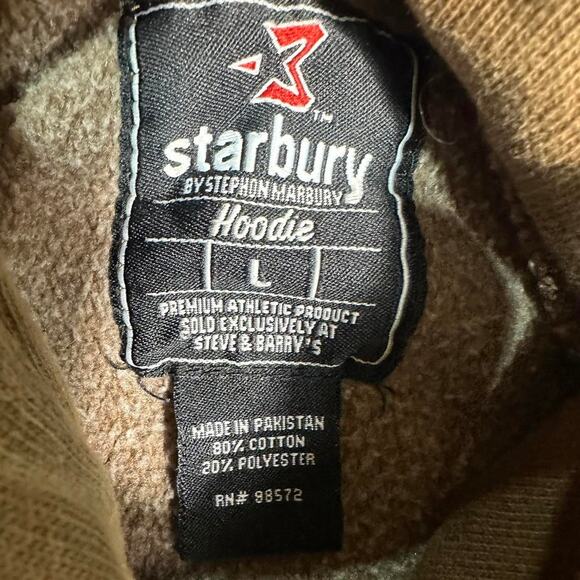 TM
starbury
BY STEPHON MARBURY
Hoodie
L
PREMIUM ATHLETIC PRODUCT
SOLD EXCLUSIVELY AT
STEVE & BARRY'S
MADE IN PAKISTAN
80% COTTON
20% POLYESTER
RN# 98572